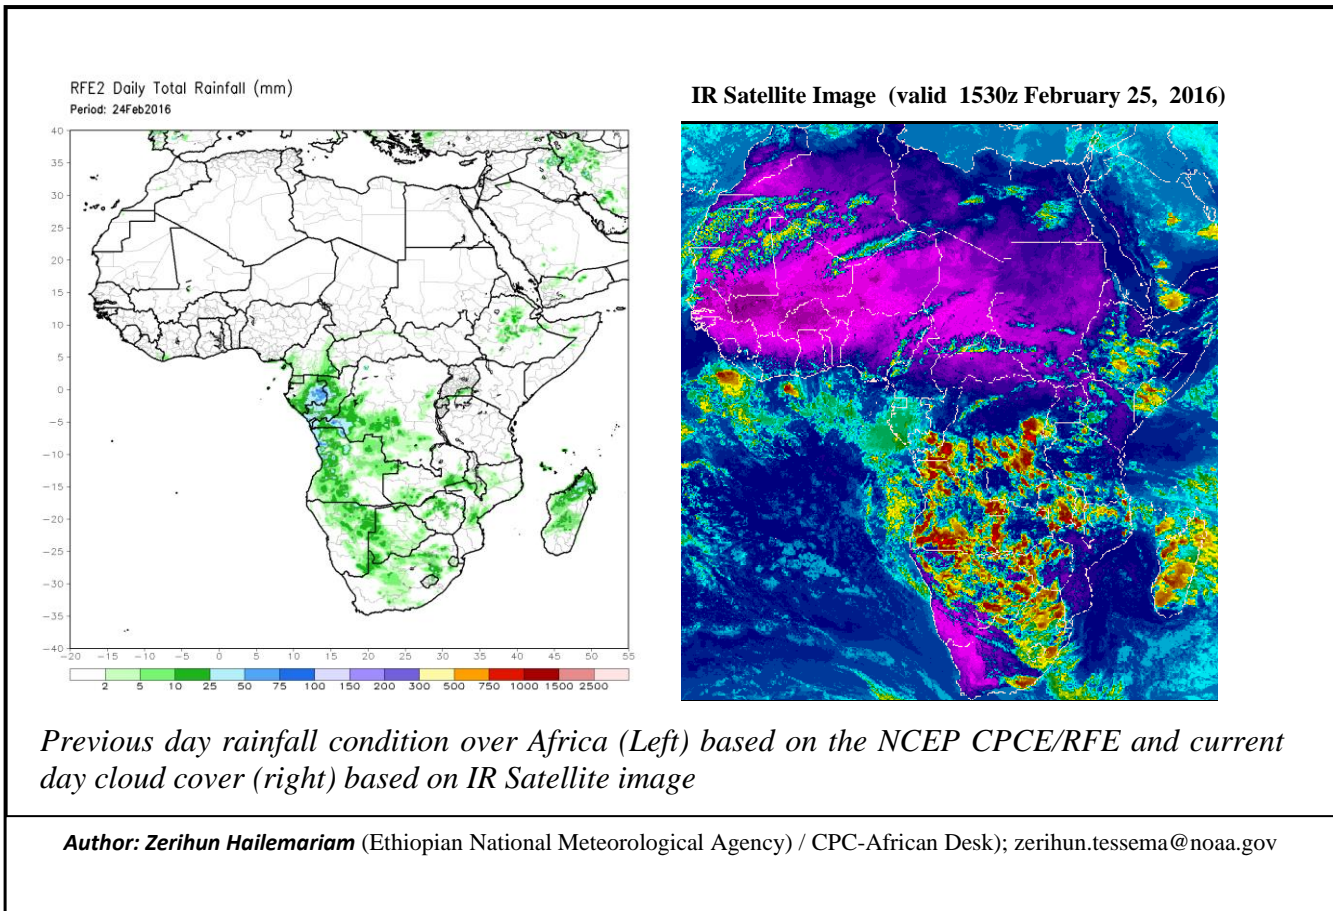 RFE2 Daily Total Rainfall (mm)
Period: 24Feb2016
40
35
30
25
20
15
10
5
0
-5
-10
-15
-20
-25
-30
-35
-40
-20 -15 -10 -5 0 5 10 15 20 25 30 35 40 45 50 55
2 5 10 25 50 75 100 150 200 300 500 750 1000 1500 2500
IR Satellite Image (valid 1530z February 25, 2016)
Previous day rainfall condition over Africa (Left) based on the NCEP CPCE/RFE and current
day cloud cover (right) based on IR Satellite image
Author: Zerihun Hailemariam (Ethiopian National Meteorological Agency) / CPC-African Desk); zerihun.tessema@noaa.gov